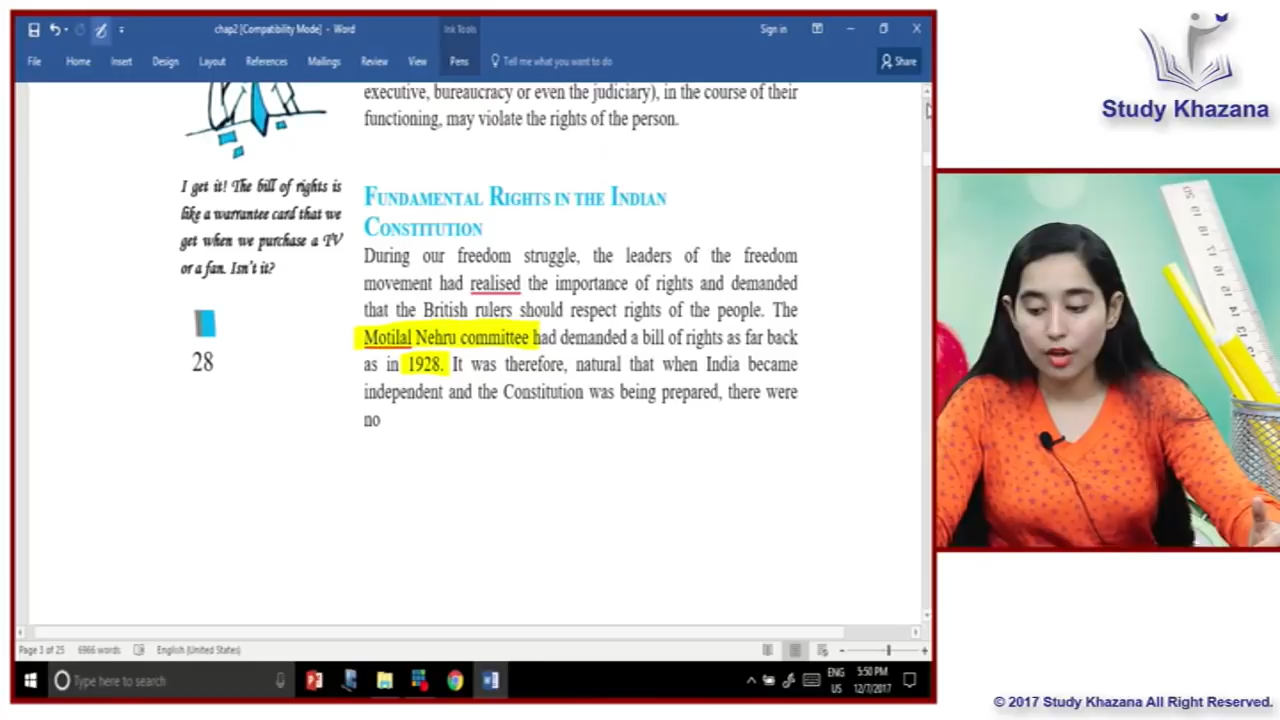 chap2 [Compatibility Mode] - Word
Ink Tools
Sign in
File Home Insert Design Layout References Mailings Review View Pens Tell me what you want to do Share
Study Khazana
executive, bureaucracy or even the judiciary), in the course of their
functioning, may violate the rights of the person.
I get it! The bill of rights is
like a warrantee card that we
get when we purchase a TV
or a fan. Isn't it?
28
FUNDAMENTAL RIGHTS IN THE INDIAN
CONSTITUTION
During our freedom struggle, the leaders of the freedom
movement had realised the importance of rights and demanded
that the British rulers should respect rights of the people. The
Motilal Nehru committee had demanded a bill of rights as far back
as in 1928. It was therefore, natural that when India became
independent and the Constitution was being prepared, there were
no
50 10 18
Page 3 of 25 6966 words English (United States)
Type here to search
ENG
US
5:50 PM
12/7/2017
© 2017 Study Khazana All Right Reserved.